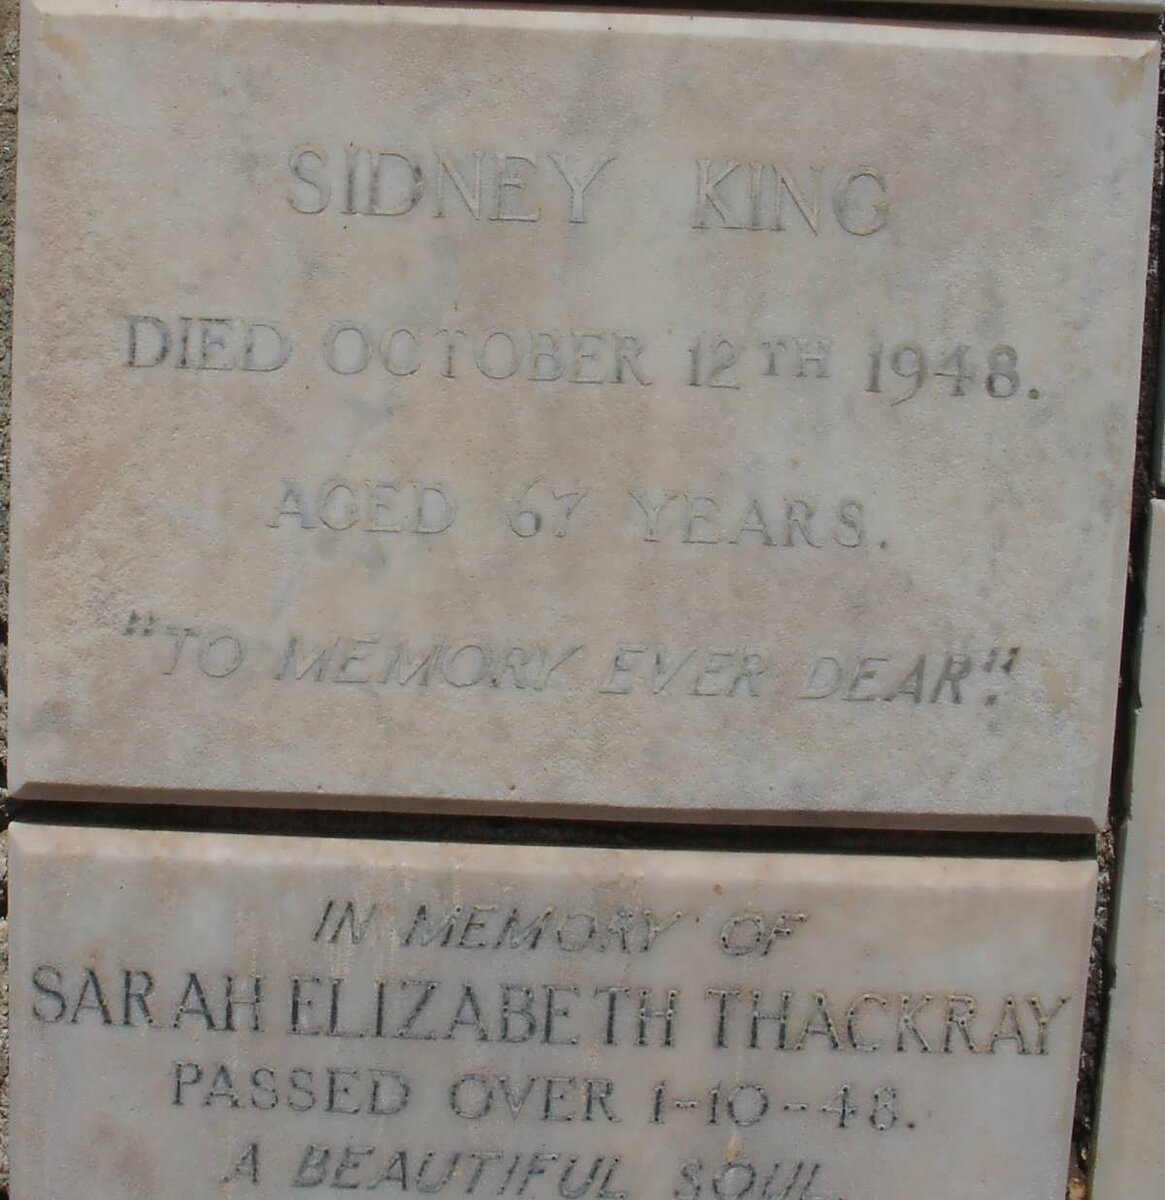 SIDNEY KING
DIED OCTOBER 12TH 1948.
AGED 67 YEARS.
"TO MEMORY EVER DEAR".
IN MEMORY OF
SARAH ELIZABETH THACKRAY
PASSED OVER 1-10-48.
A BEAUTIFUL SOUL